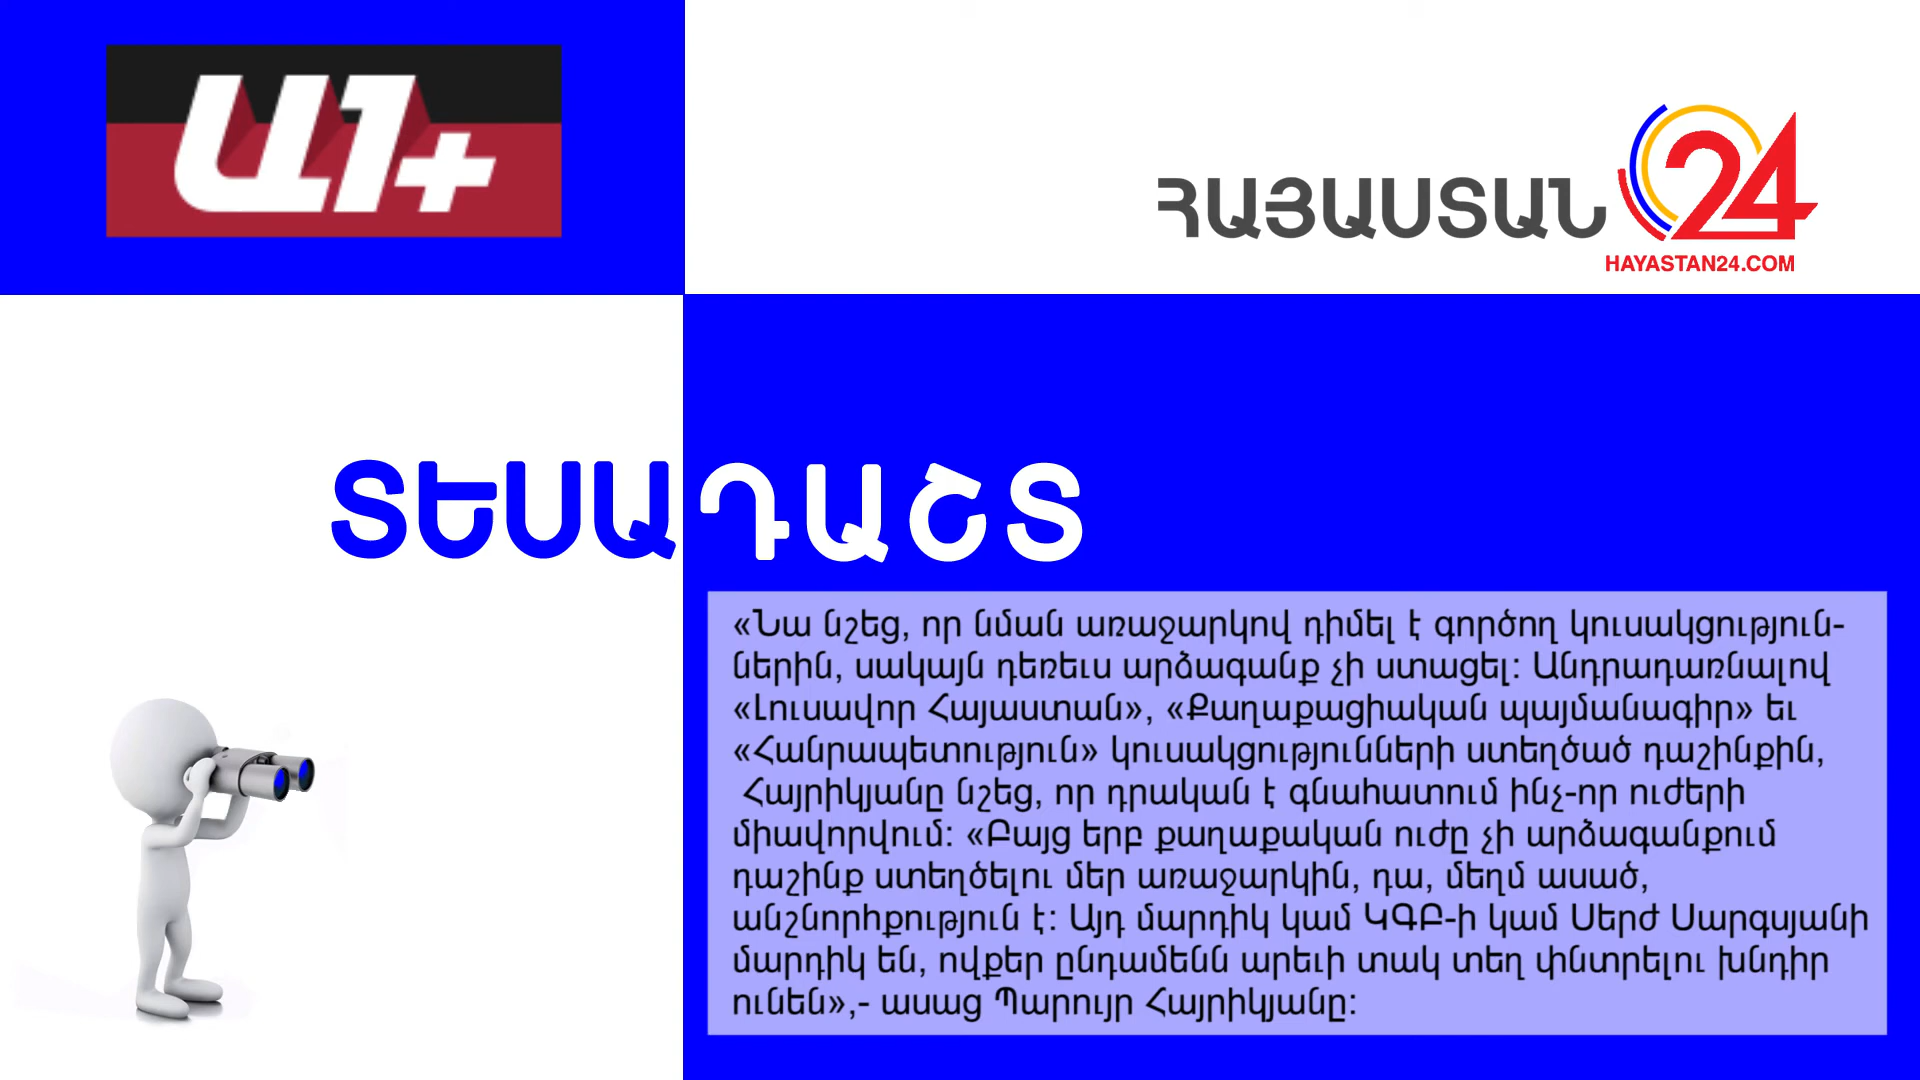 Ա1+
ՀԱՅԱՍՏԱՆ 24
HAYASTAN24.COM
ՏԵՍԱԴԱՇՏ
«Նա նշեց, որ նման առաջարկով դիմել է գործող կուսակցություն-
ներին, սակայն դեռեւս արձագանք չի ստացել: Անդրադառնալով
«Լուսավոր Հայաստան», «Քաղաքացիական պայմանագիր» եւ
«Հանրապետություն» կուսակցությունների ստեղծած դաշինքին,
Հայրիկյանը նշեց, որ դրական է գնահատում ինչ-որ ուժերի
միավորվում: «Բայց երբ քաղաքական ուժը չի արձագանքում
դաշինք ստեղծելու մեր առաջարկին, դա, մեղմ ասած,
անշնորհքություն է: Այդ մարդիկ կամ ԿԳԲ-ի կամ Սերժ Սարգսյանի
մարդիկ են, ովքեր ընդամենն արեւի տակ տեղ փնտրելու խնդիր
ունեն»,- ասաց Պարույր Հայրիկյանը: